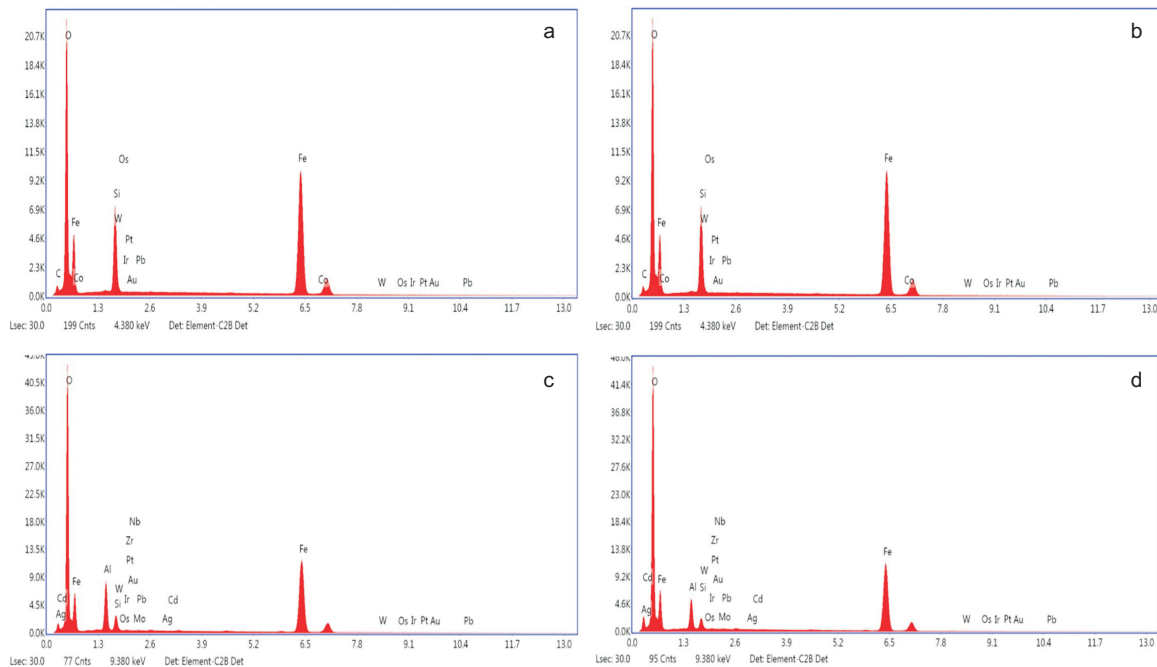 a
20.7K
O
18.4K
16.1K
13.8K
11.5K
Os
Fe
9.2K
Si
6.9K
W
Fe
Pt
4.6K
Ir Pb
2.3K
C
Co
Au
Co
W
Os Ir Pt Au
Pb
0.0K
0.0 1.3 2.6 3.9 5.2 6.5 7.8 9.1 10.4 11.7 13.0
Lsec: 30.0 199 Cnts 4.380 keV Det: Element-C2B Det
b
20.7K
O
18.4K
16.1K
13.8K
11.5K
Os
Fe
9.2K
Si
6.9K
W
Fe
Pt
4.6K
Ir Pb
2.3K
C
Co
Au
Co
W
Os Ir Pt Au
Pb
0.0K
0.0 1.3 2.6 3.9 5.2 6.5 7.8 9.1 10.4 11.7 13.0
Lsec: 30.0 199 Cnts 4.380 keV Det: Element-C2B Det
c
O
40.5K
36.0K
31.5K
27.0K
22.5K
18.0K
Nb
Zr
13.5K
Pt
Fe
9.0K
Al
Au
Fe
W
Cd
Ir Pb
Cd
4.5K
Si
Ag
Os Mo
Ag
W
Os Ir Pt Au
Pb
0.0K
0.0 1.3 2.6 3.9 5.2 6.5 7.8 9.1 10.4 11.7 13.0
Lsec: 30.0 77 Cnts 9.380 keV Det: Element-C2B Det
46.0K
d
O
41.4K
36.8K
32.2K
27.6K
23.0K
18.4K
Nb
Zr
13.8K
Pt
Fe
W
9.2K
Cd
Fe
Au
Al
Si
Ir Pb
Cd
4.6K
Ag
Os Mo
Ag
W
Os Ir Pt Au
Pb
0.0K
0.0 1.3 2.6 3.9 5.2 6.5 7.8 9.1 10.4 11.7 13.0
Lsec: 30.0 95 Cnts 9.380 keV Det: Element-C2B Det